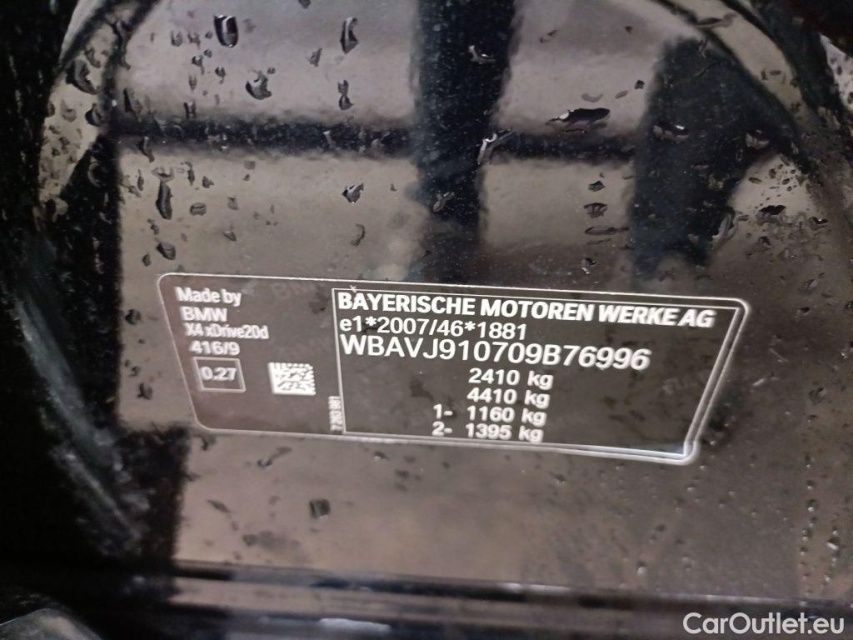 Made by
BMW
X4 xDrive20d
416/9
0.27
BAYERISCHE MOTOREN WERKE AG
e1*2007/46*1881
WBAVJ910709B76996
2410 kg
4410 kg
1- 1160 kg
2- 1395 kg
CarOutlet.eu